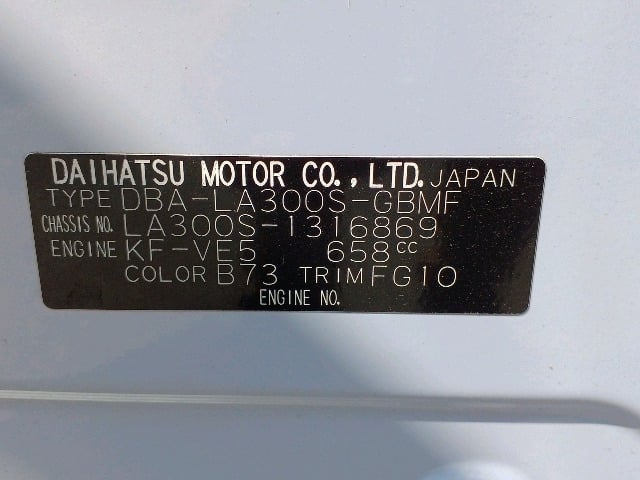 DAIHATSU MOTOR CO., LTD. JAPAN
TYPE DBA-LA300S-GBMF
CHASSIS NO. LA300S-1316869
ENGINE KF-VE5 658cc
COLOR B73 TRIM FG10
ENGINE NO.